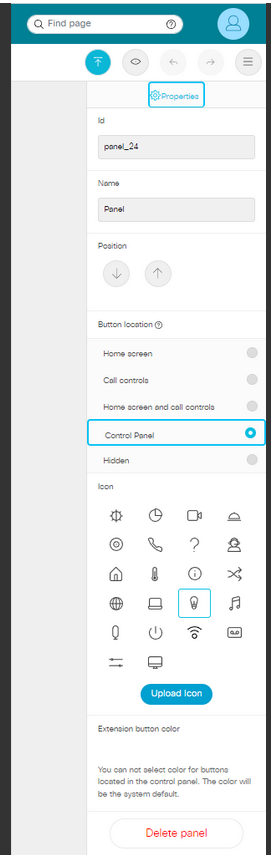 Find page
Properties
Id
panel_24
Name
Panel
Position
Button location
Home screen
Call controls
Home screen and call controls
Control Panel
Hidden
Icon
Upload Icon
Extension button color
You can not select color for buttons
located in the control panel. The color will
be the system default.
Delete panel